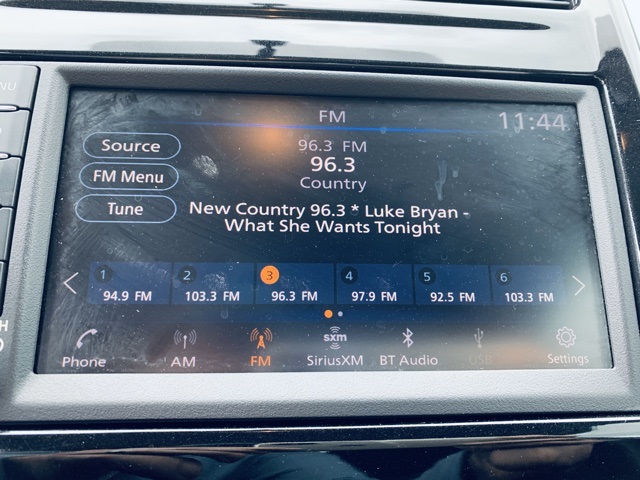 FM
11:44
Source
96.3 FM
96.3
Country
FM Menu
Tune
New Country 96.3 * Luke Bryan -
What She Wants Tonight
1
2
3
4
5
6
94.9 FM
103.3 FM
96.3 FM
97.9 FM
92.5 FM
103.3 FM
sxm
Phone
AM
FM
SiriusXM
BT Audio
USB
Settings